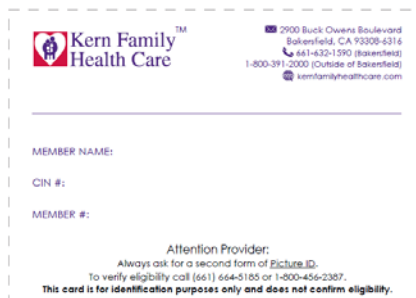 Kern Family™
Health Care
2900 Buck Owens Boulevard
Bakersfield, CA 93308-6316
661-632-1590 (Bakersfield)
1-800-391-2000 (Outside of Bakersfield)
kernfamilyhealthcare.com
MEMBER NAME:
CIN #:
MEMBER #:
Attention Provider:
Always ask for a second form of Picture ID.
To verify eligibility call (661) 664-5185 or 1-800-456-2387.
This card is for identification purposes only and does not confirm eligibility.